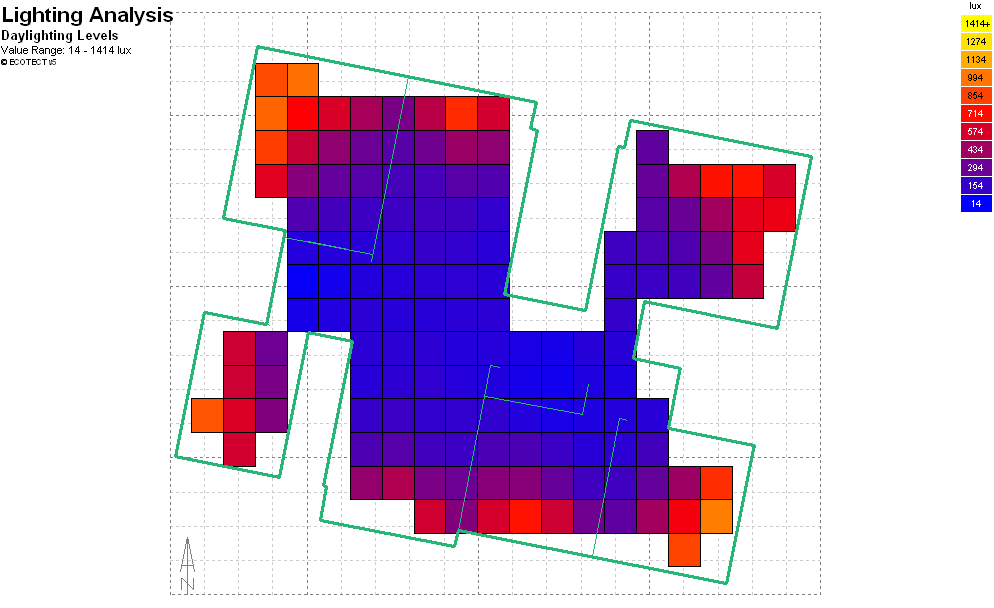 Lighting Analysis
Daylighting Levels
Value Range: 14 - 1414 lux
© ECOTECT v5
lux
1414+
1274
1134
994
854
714
574
434
294
154
14
N